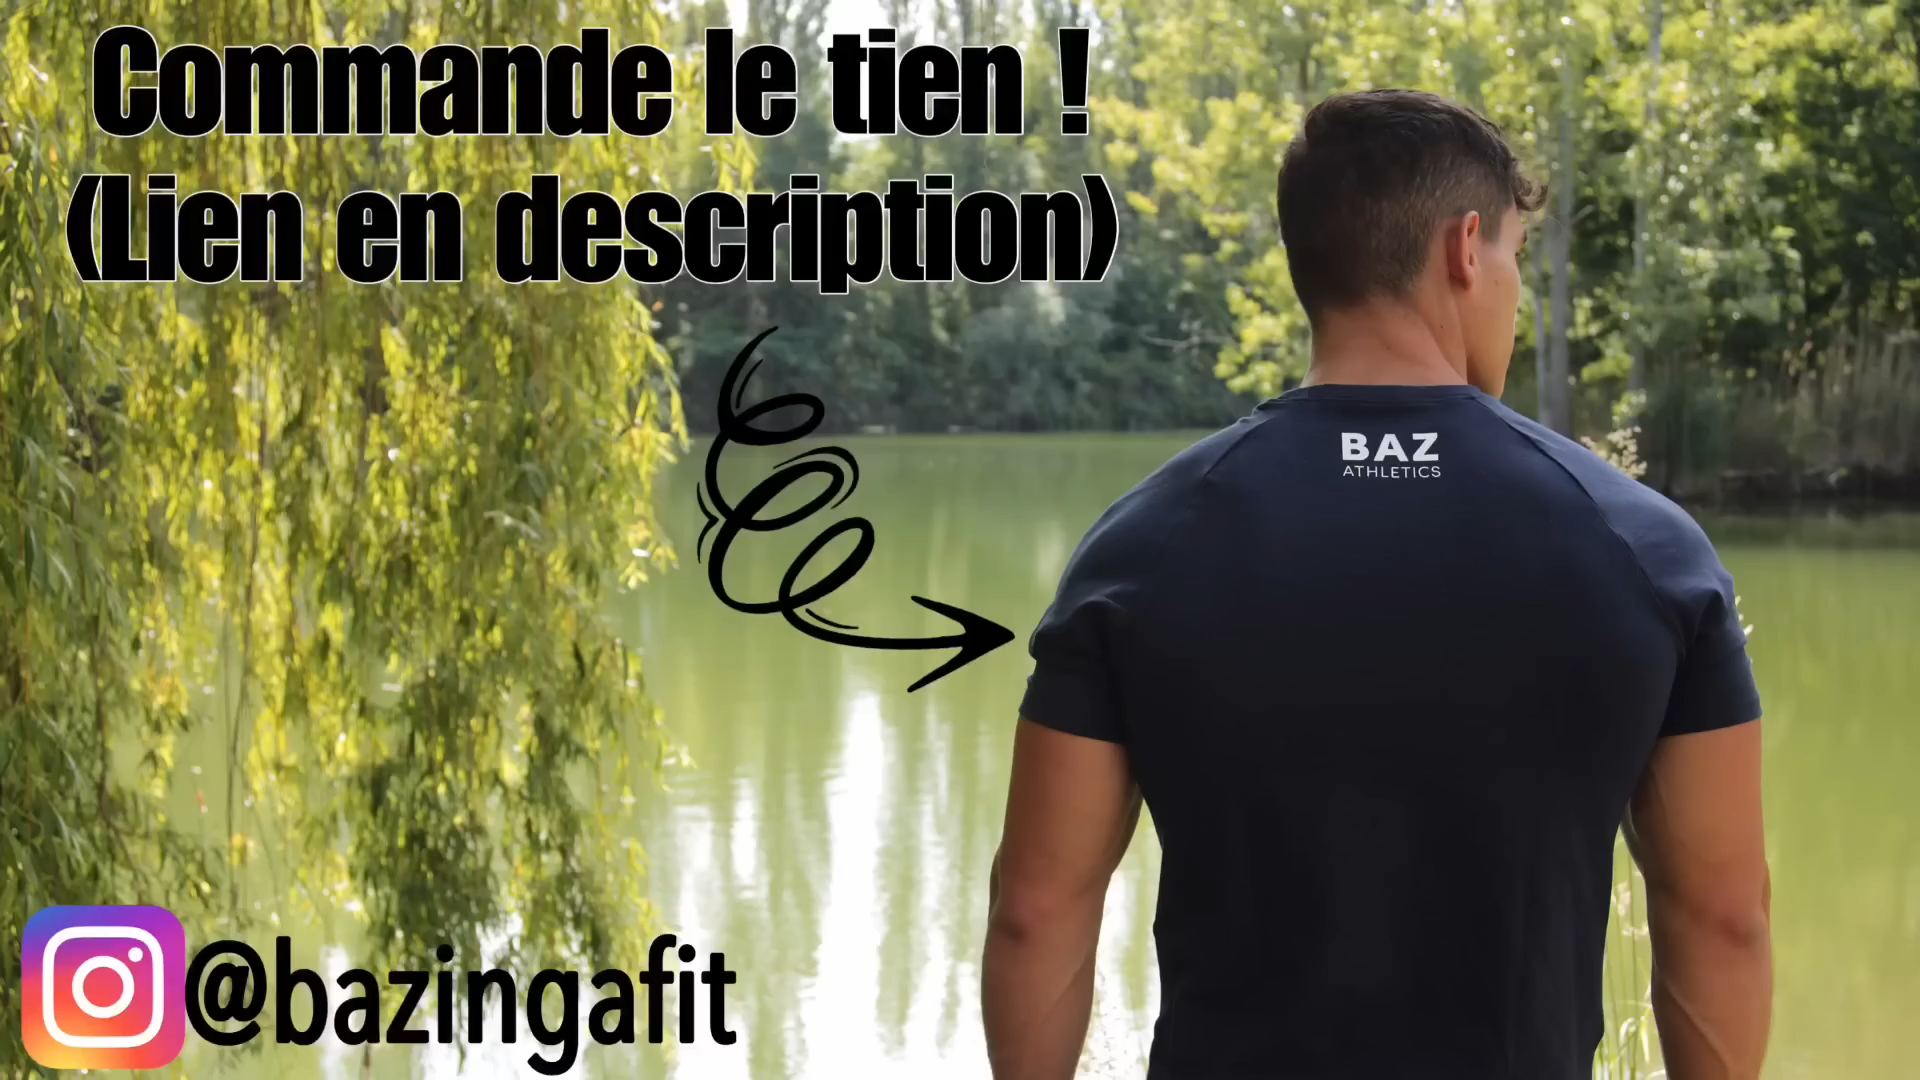 Commande le tien !
(Lien en description)
BAZ
ATHLETICS
@bazingafit